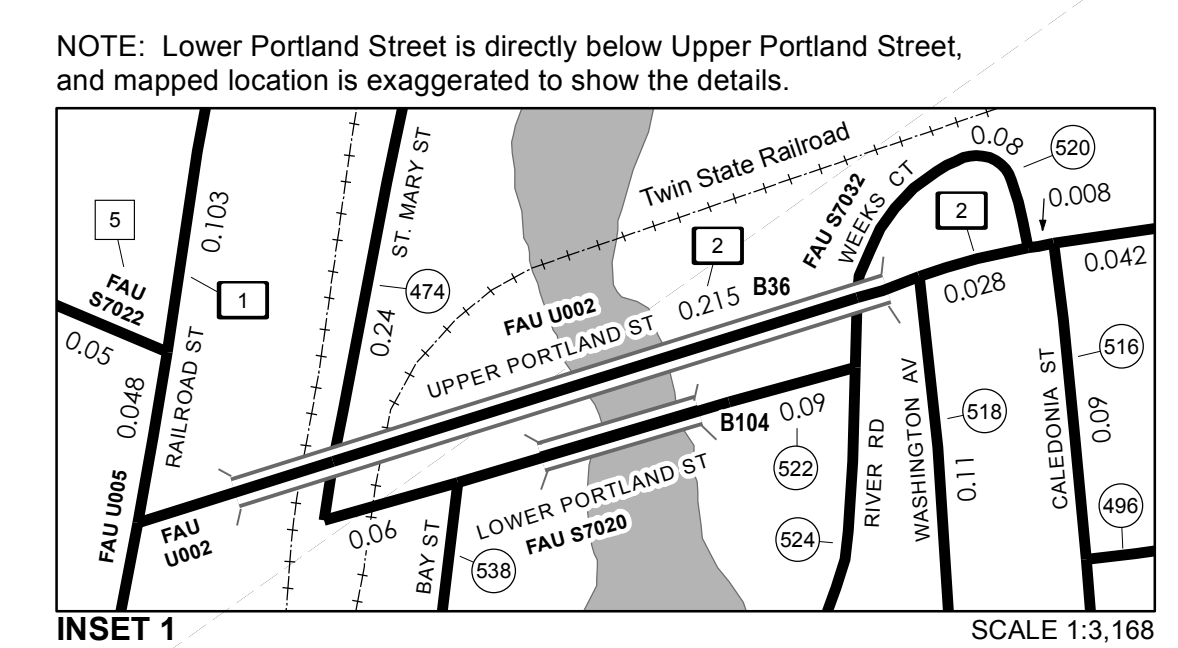 NOTE: Lower Portland Street is directly below Upper Portland Street,
and mapped location is exaggerated to show the details.
5
FAU
S7022
0.05
0.103
1
RAILROAD ST
0.048
FAU U005
FAU
U002
ST. MARY ST
474
0.24
Twin State Railroad
FAU U002
UPPER PORTLAND ST
2
0.215
B36
FAU S7032
WEEKS CT
0.08
520
2
0.008
0.028
0.042
516
CALEDONIA ST
0.09
496
WASHINGTON AV
518
0.11
RIVER RD
524
B104
0.09
522
LOWER PORTLAND ST
FAU S7020
0.06
BAY ST
538
INSET 1
SCALE 1:3,168